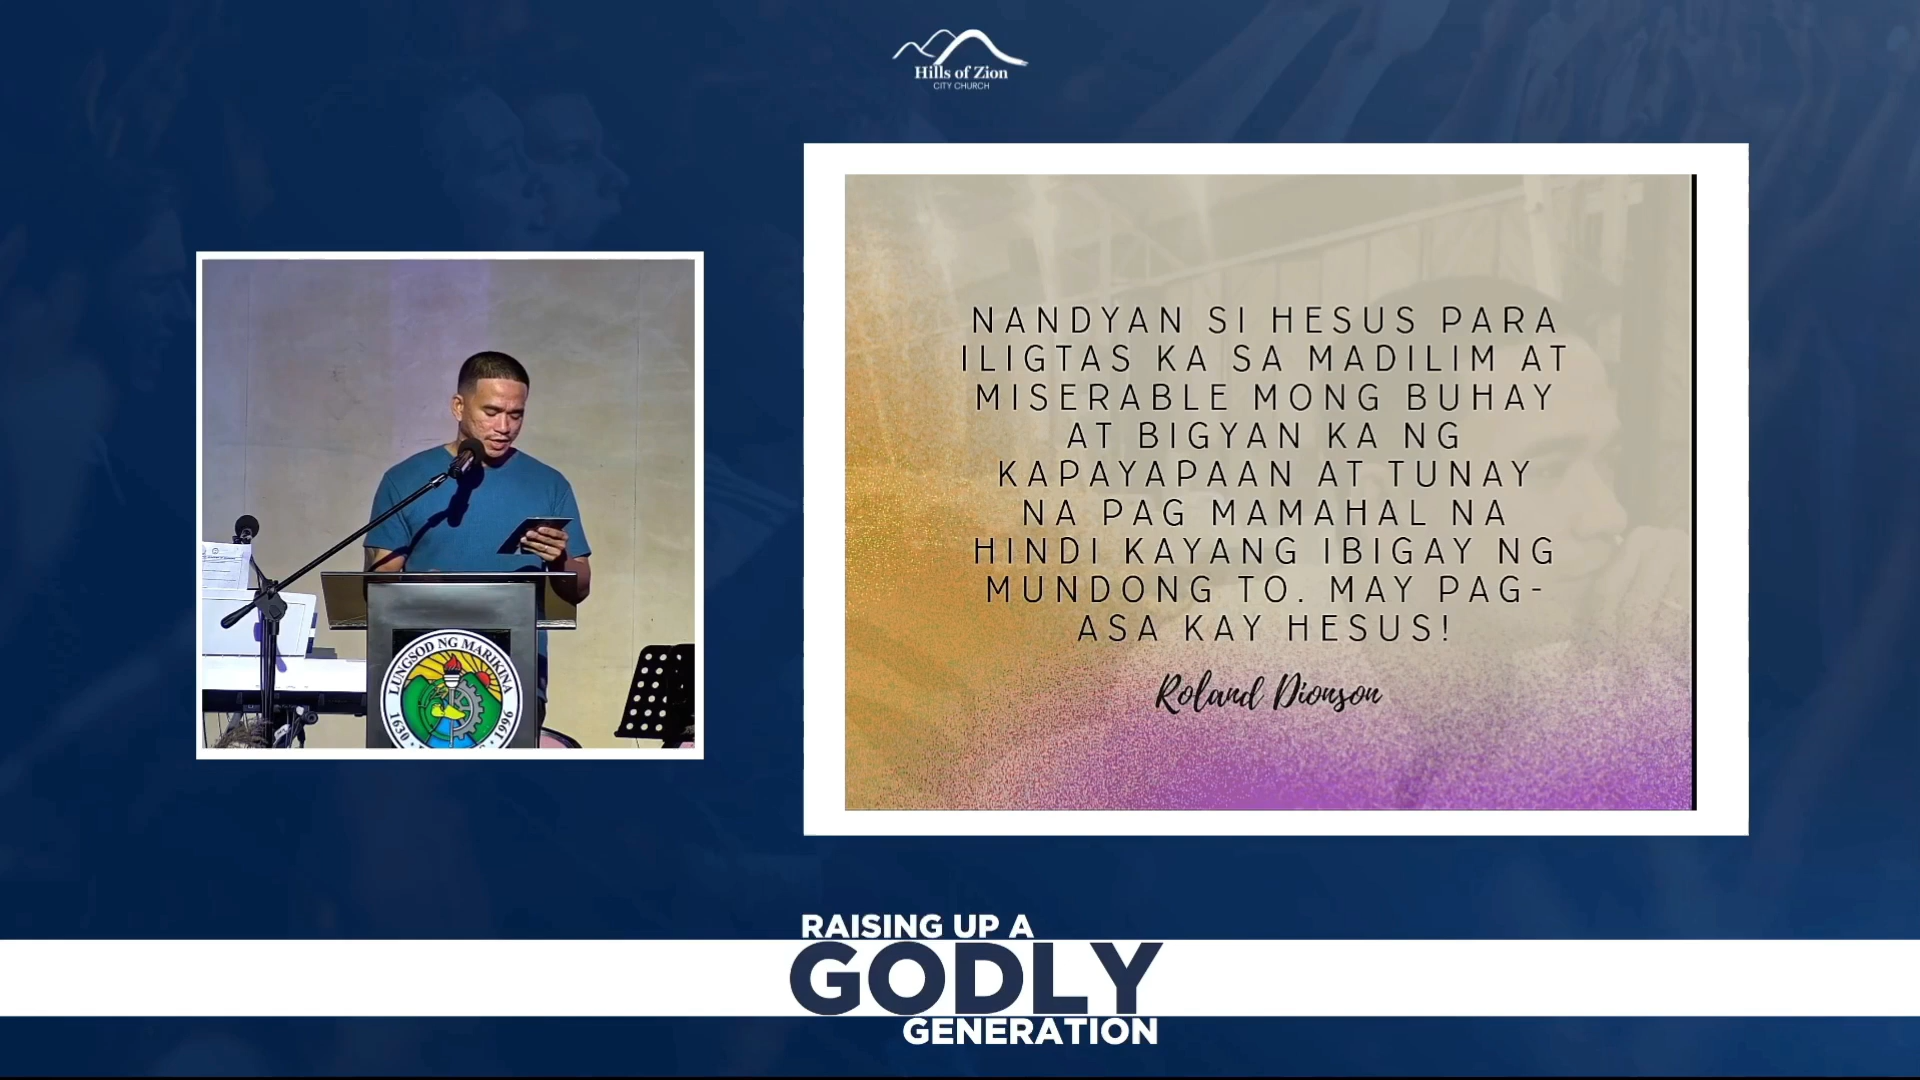 Hills of Zion
CITY CHURCH
NANDYAN SI HESUS PARA
ILIGTAS KA SA MADILIM AT
MISERABLE MONG BUHAY
AT BIGYAN KA NG
KAPAYAPAAN AT TUNAY
NA PAG MAMAHAL NA
HINDI KAYANG IBIGAY NG
MUNDONG TO. MAY PAG-
ASA KAY HESUS!
Roland Dionson
LUNGSOD NG MARIKINA
1630
1996
RAISING UP A
GODLY
GENERATION